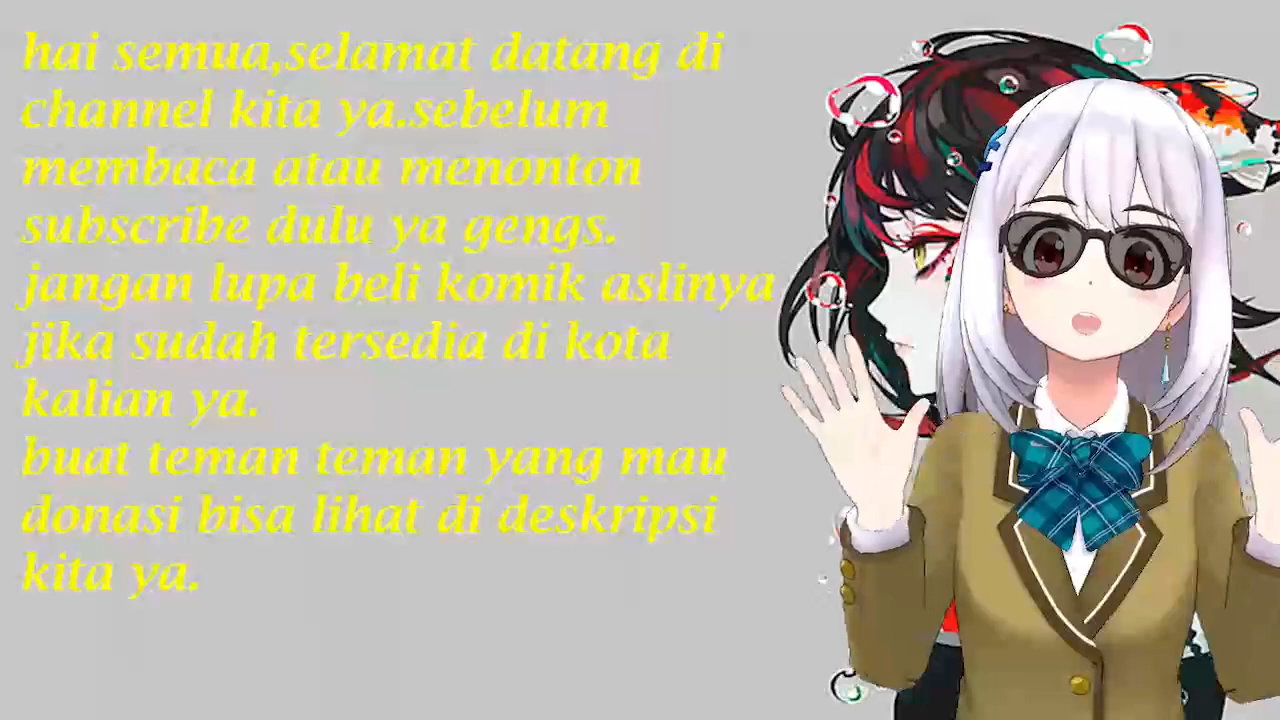 hai semua,selamat datang di
channel kita ya.sebelum
membaca atau menonton
subscribe dulu ya gengs.
jangan lupa beli komik aslinya
jika sudah tersedia di kota
kalian ya.
buat teman teman yang mau
donasi bisa lihat di deskripsi
kita ya.